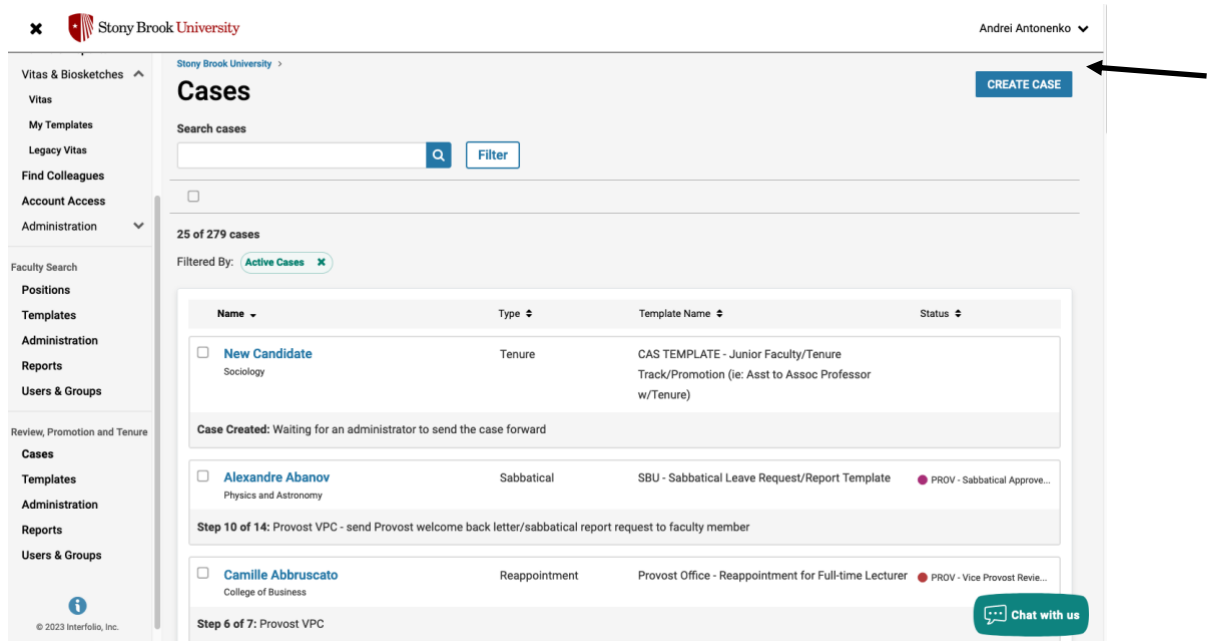 Stony Brook University
Andrei Antonenko
Vitas & Biosketches
Vitas
My Templates
Legacy Vitas
Find Colleagues
Account Access
Administration
Faculty Search
Positions
Templates
Administration
Reports
Users & Groups
Review, Promotion and Tenure
Cases
Templates
Administration
Reports
Users & Groups
© 2023 Interfolio, Inc.
Stony Brook University >
Cases
CREATE CASE
Search cases
Filter
25 of 279 cases
Filtered By: Active Cases X
Name Type Template Name Status
New Candidate Tenure CAS TEMPLATE - Junior Faculty/Tenure
Sociology Track/Promotion (ie: Asst to Assoc Professor
w/Tenure)
Case Created: Waiting for an administrator to send the case forward
Alexandre Abanov Sabbatical SBU - Sabbatical Leave Request/Report Template PROV - Sabbatical Approve...
Physics and Astronomy
Step 10 of 14: Provost VPC - send Provost welcome back letter/sabbatical report request to faculty member
Camille Abbruscato Reappointment Provost Office - Reappointment for Full-time Lecturer PROV - Vice Provost Revie...
College of Business
Step 6 of 7: Provost VPC
Chat with us